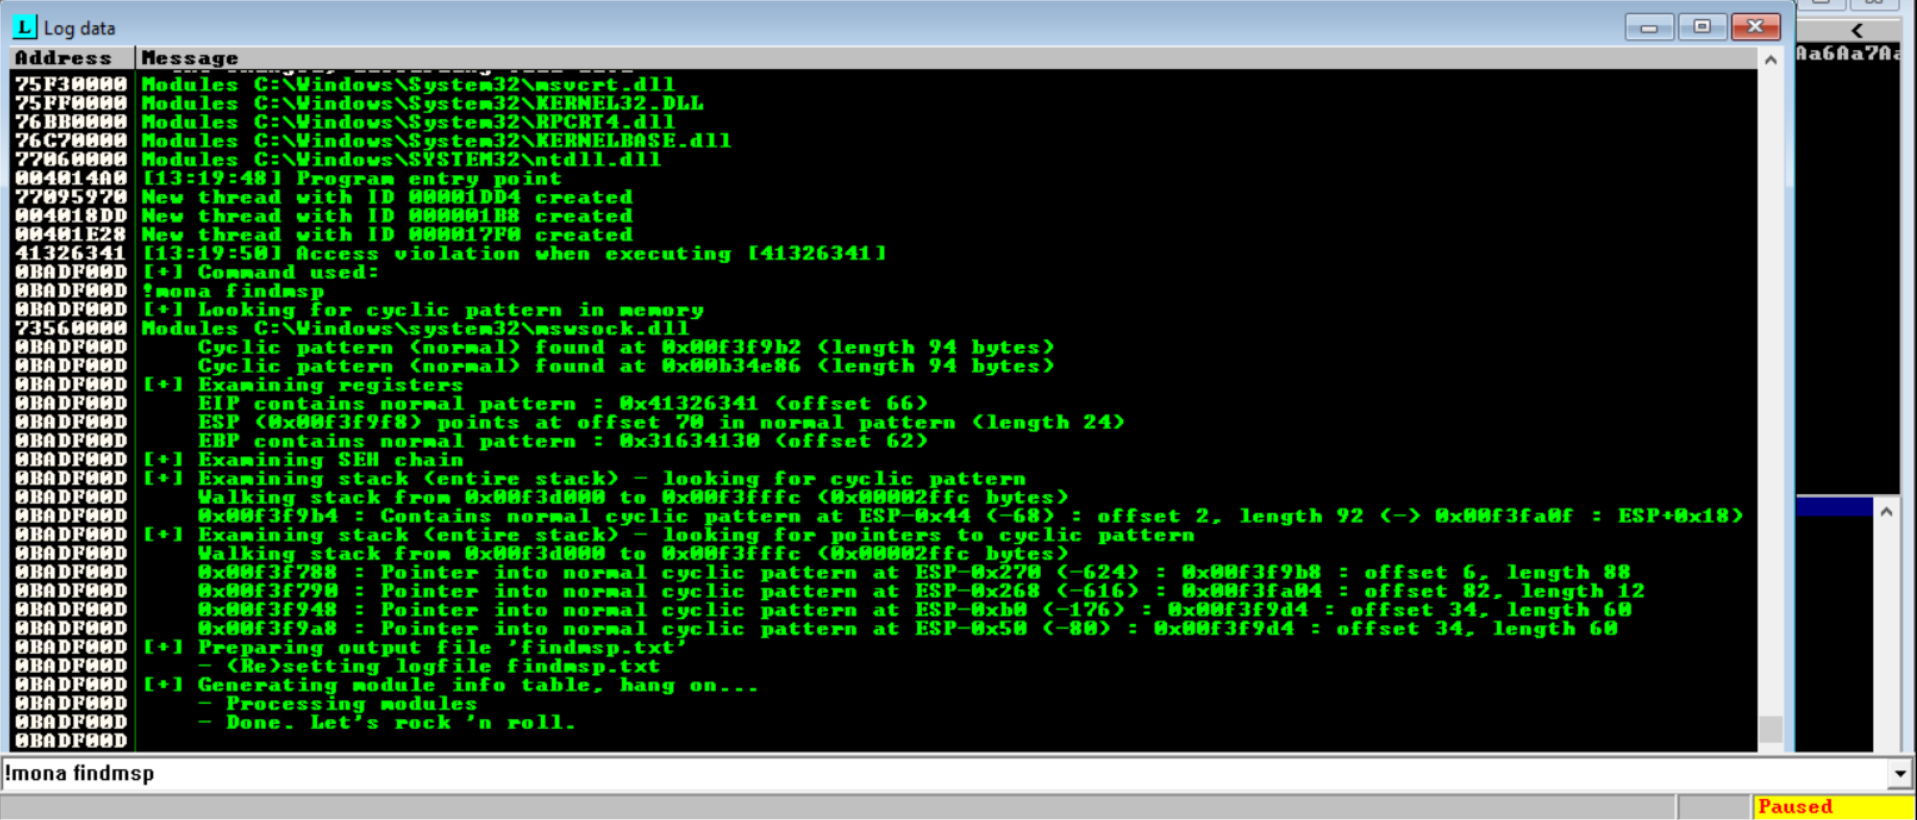 L Log data
Address Message
75F30000 Modules C:\Windows\System32\msvcrt.dll
75FF0000 Modules C:\Windows\System32\KERNEL32.DLL
76BB0000 Modules C:\Windows\System32\RPCRT4.dll
76C70000 Modules C:\Windows\System32\KERNELBASE.dll
77060000 Modules C:\Windows\SYSTEM32\ntdll.dll
004014A0 [13:19:48] Program entry point
77095970 New thread with ID 00001DD4 created
004018DD New thread with ID 000001B8 created
00401E28 New thread with ID 000017F0 created
41326341 [13:19:50] Access violation when executing [41326341]
0BADF00D [+] Command used:
0BADF00D !mona findmsp
0BADF00D [+] Looking for cyclic pattern in memory
73560000 Modules C:\Windows\system32\mswsock.dll
0BADF00D Cyclic pattern (normal) found at 0x00f3f9b2 (length 94 bytes)
0BADF00D Cyclic pattern (normal) found at 0x00b34e86 (length 94 bytes)
0BADF00D [+] Examining registers
0BADF00D EIP contains normal pattern : 0x41326341 (offset 66)
0BADF00D ESP (0x00f3f9f8) points at offset 70 in normal pattern (length 24)
0BADF00D EBP contains normal pattern : 0x31634130 (offset 62)
0BADF00D [+] Examining SEH chain
0BADF00D [+] Examining stack (entire stack) - looking for cyclic pattern
0BADF00D Walking stack from 0x00f3d000 to 0x00f3fffc (0x00002ffc bytes)
0BADF00D 0x00f3f9b4 : Contains normal cyclic pattern at ESP-0x44 (-68) : offset 2, length 92 (-> 0x00f3fa0f : ESP+0x18)
0BADF00D [+] Examining stack (entire stack) - looking for pointers to cyclic pattern
0BADF00D Walking stack from 0x00f3d000 to 0x00f3fffc (0x00002ffc bytes)
0BADF00D 0x00f3f788 : Pointer into normal cyclic pattern at ESP-0x270 (-624) : 0x00f3f9b8 : offset 6, length 88
0BADF00D 0x00f3f790 : Pointer into normal cyclic pattern at ESP-0x268 (-616) : 0x00f3fa04 : offset 82, length 12
0BADF00D 0x00f3f948 : Pointer into normal cyclic pattern at ESP-0xb0 (-176) : 0x00f3f9d4 : offset 34, length 60
0BADF00D 0x00f3f9a8 : Pointer into normal cyclic pattern at ESP-0x50 (-80) : 0x00f3f9d4 : offset 34, length 60
0BADF00D [+] Preparing output file 'findmsp.txt'
0BADF00D - (Re)setting logfile findmsp.txt
0BADF00D [+] Generating module info table, hang on...
0BADF00D - Processing modules
0BADF00D - Done. Let's rock 'n roll.
0BADF00D
!mona findmsp
Paused